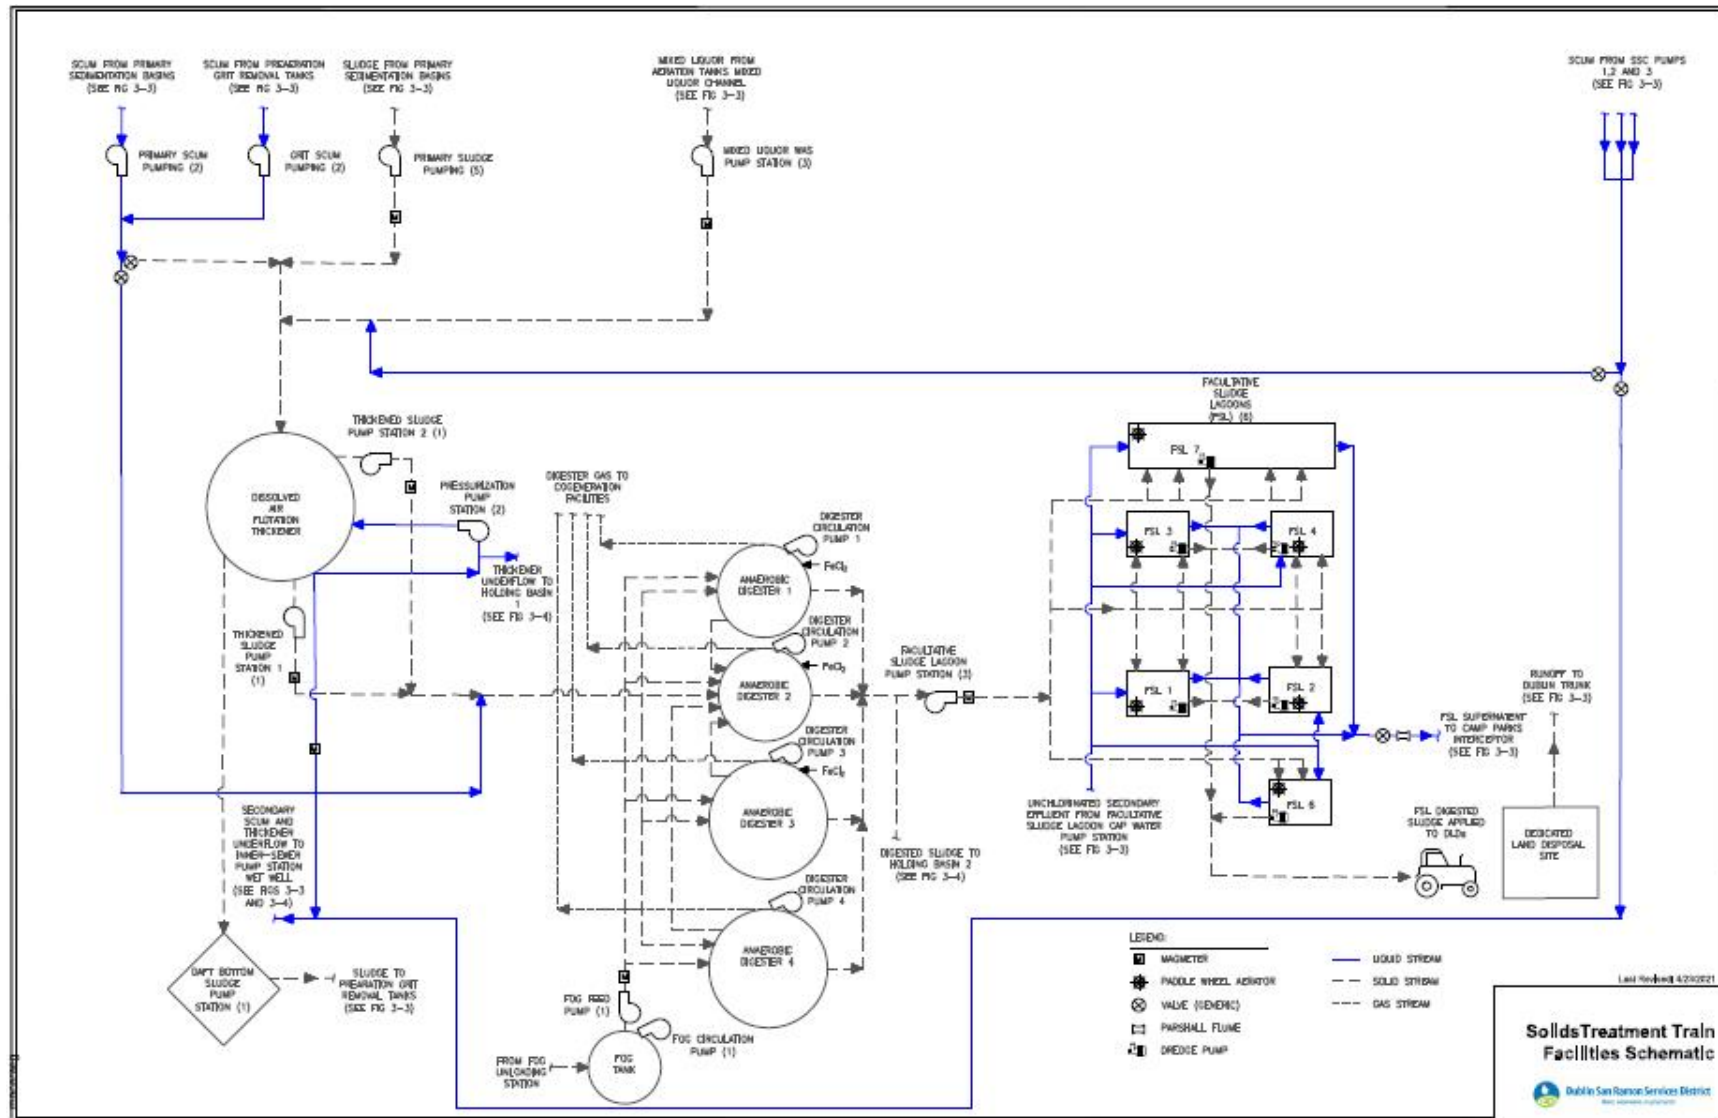 SCUM FROM PRIMARY
SEDIMENTATION BASINS
(SEE FIG 3-3)
SCUM FROM PREAERATION
GRIT REMOVAL TANKS
(SEE FIG 3-3)
SLUDGE FROM PRIMARY
SEDIMENTATION BASINS
(SEE FIG 3-3)
MIXED LIQUOR FROM
AERATION TANKS MIXED
LIQUOR CHANNEL
(SEE FIG 3-3)
SCUM FROM SSC PUMPS
1,2 AND 3
(SEE FIG 3-3)
PRIMARY SCUM
PUMPING (2)
GRIT SCUM
PUMPING (2)
PRIMARY SLUDGE
PUMPING (5)
MIXED LIQUOR WAS
PUMP STATION (3)
THICKENED SLUDGE
PUMP STATION 2 (1)
DISSOLVED
AIR
FLOTATION
THICKENER
PRESSURIZATION
PUMP
STATION (2)
THICKENER
UNDERFLOW TO
HOLDING BASIN
1
(SEE FIG 3-4)
THICKENED
SLUDGE
PUMP
STATION 1
(1)
DIGESTER GAS TO
COGENERATION
FACILITIES
DIGESTER
CIRCULATION
PUMP 1
FeCl₂
ANAEROBIC
DIGESTER 1
DIGESTER
CIRCULATION
PUMP 2
FeCl₂
ANAEROBIC
DIGESTER 2
DIGESTER
CIRCULATION
PUMP 3
FeCl₂
ANAEROBIC
DIGESTER 3
DIGESTER
CIRCULATION
PUMP 4
ANAEROBIC
DIGESTER 4
FACULTATIVE
SLUDGE LAGOON
PUMP STATION (3)
DIGESTED SLUDGE TO
HOLDING BASIN 2
(SEE FIG 3-4)
FACULTATIVE
SLUDGE
LAGOONS
(FSL) (6)
FSL 7
FSL 3
FSL 4
FSL 1
FSL 2
FSL 6
UNCHLORINATED SECONDARY
EFFLUENT FROM FACULTATIVE
SLUDGE LAGOON CAP WATER
PUMP STATION
(SEE FIG 3-3)
FSL SUPERNATENT
TO CAMP PARKS
INTERCEPTOR
(SEE FIG 3-3)
RUNOFF TO
DUBLIN TRUNK
(SEE FIG 3-3)
FSL DIGESTED
SLUDGE APPLIED
TO DLDs
DEDICATED
LAND DISPOSAL
SITE
SECONDARY
SCUM AND
THICKENER
UNDERFLOW TO
INNER-SEWER
PUMP STATION
WET WELL
(SEE FIGS 3-3
AND 3-4)
DAFT BOTTOM
SLUDGE
PUMP
STATION (1)
SLUDGE TO
PREARATION GRIT
REMOVAL TANKS
(SEE FIG 3-3)
FOG FEED
PUMP (1)
FOG CIRCULATION
PUMP (1)
FROM FOG
UNLOADING
STATION
FOG
TANK
LEGEND:
MAGMETER
PADDLE WHEEL AERATOR
VALVE (GENERIC)
PARSHALL FLUME
DREDGE PUMP
LIQUID STREAM
SOLID STREAM
GAS STREAM
Last Revised: 4/23/2021
Solids Treatment Train
Facilities Schematic
Dublin San Ramon Services District